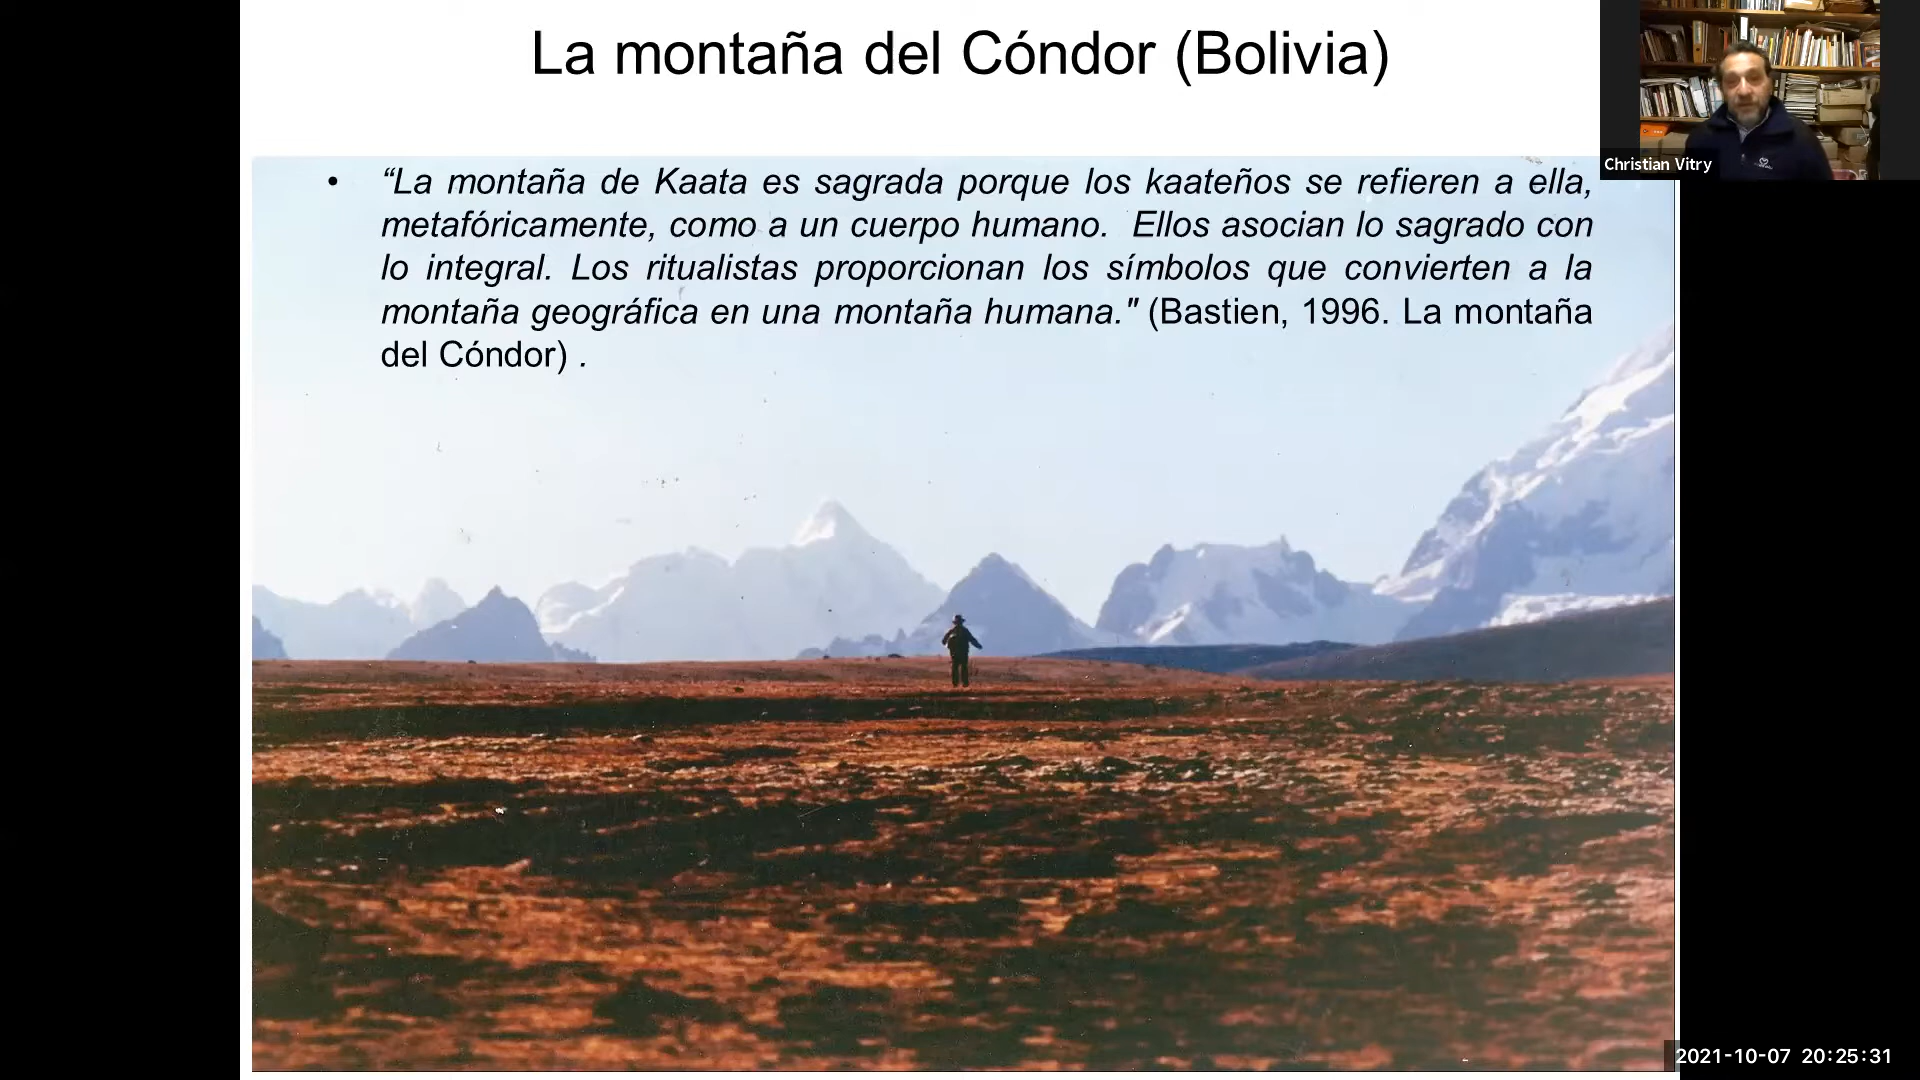 La montaña del Cóndor (Bolivia)
• “La montaña de Kaata es sagrada porque los kaateños se refieren a ella,
metafóricamente, como a un cuerpo humano.  Ellos asocian lo sagrado con
lo integral. Los ritualistas proporcionan los símbolos que convierten a la
montaña geográfica en una montaña humana." (Bastien, 1996. La montaña
del Cóndor) .
Christian Vitry
2021-10-07 20:25:31